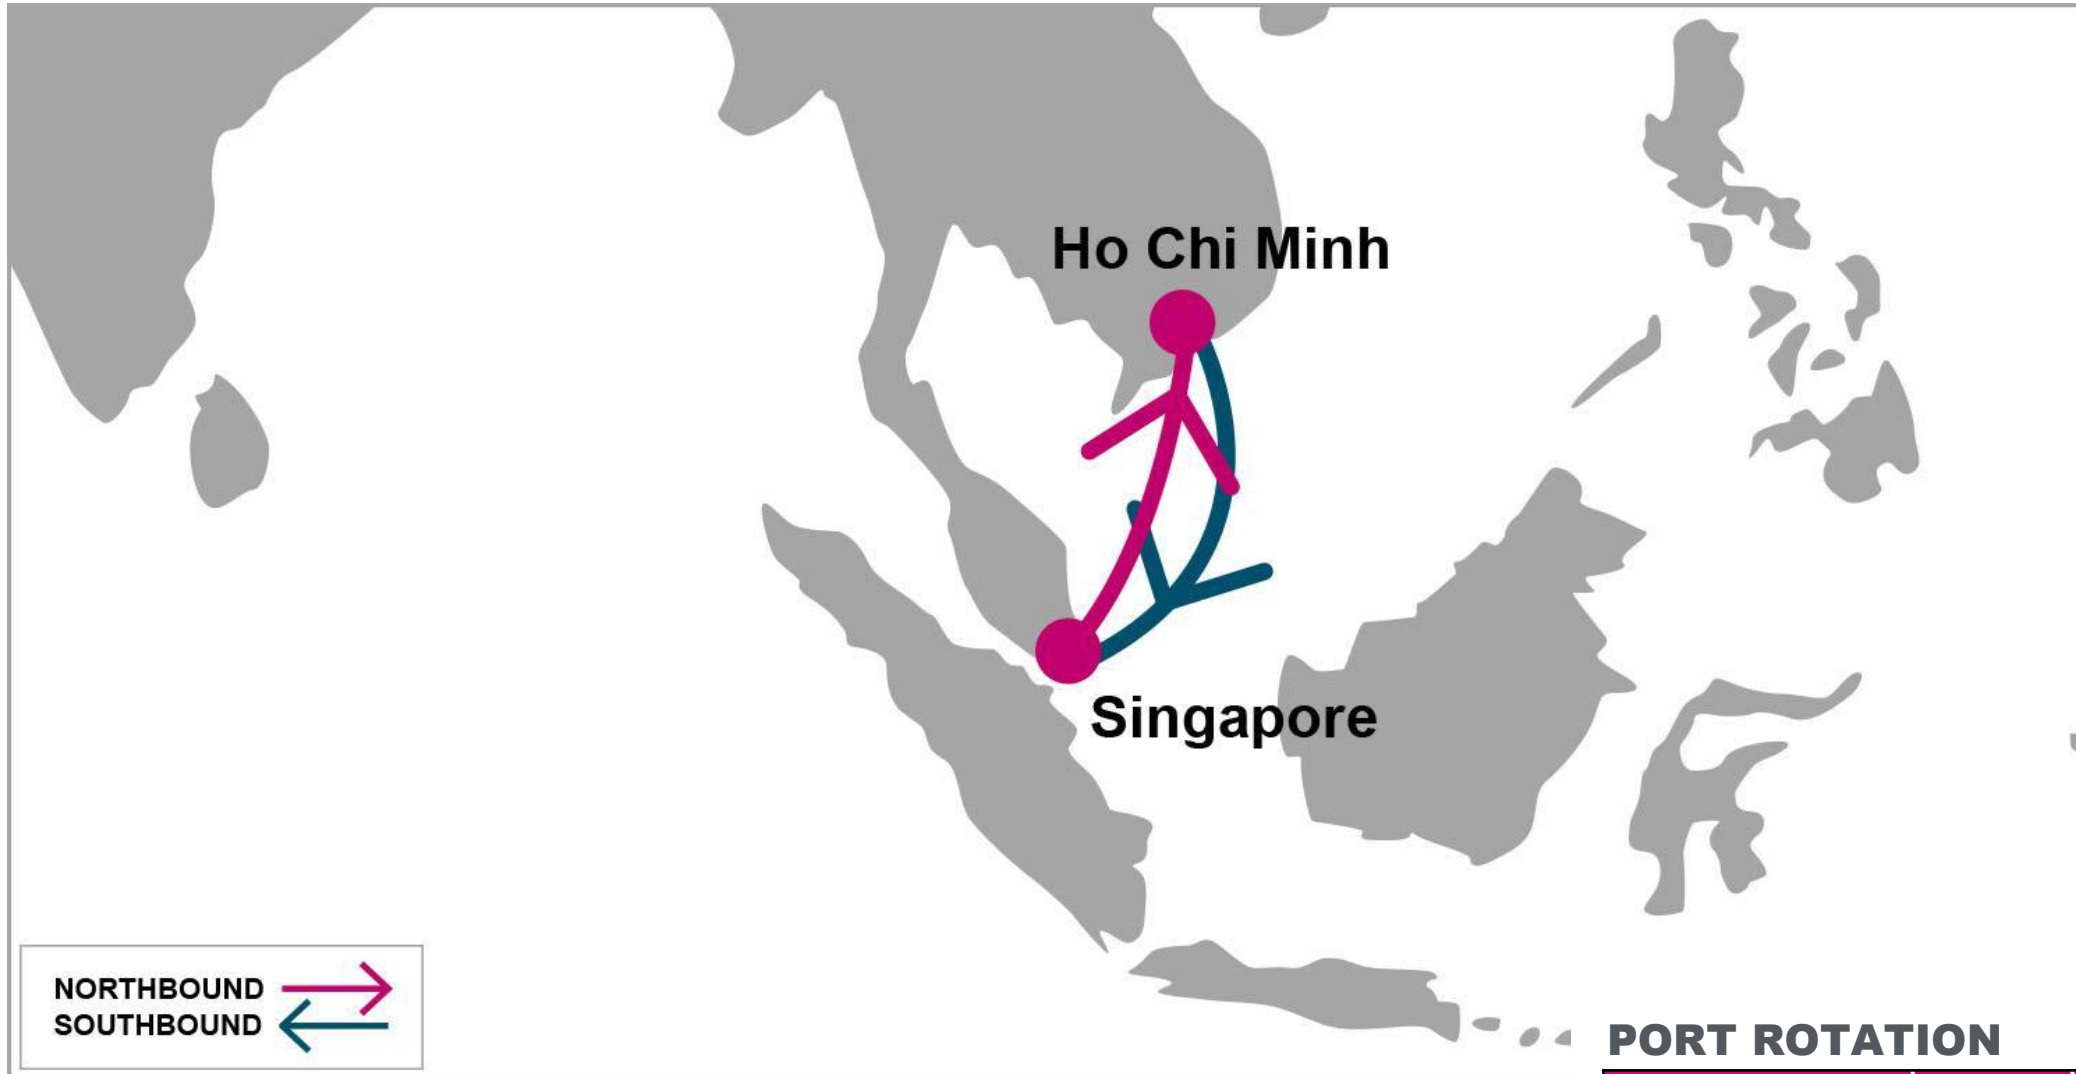 Ho Chi Minh
Singapore
NORTHBOUND
SOUTHBOUND
PORT ROTATION